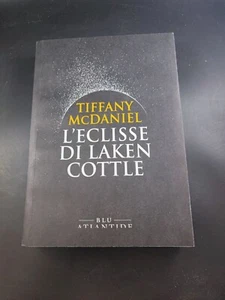 TIFFANY
McDANIEL
L'ECLISSE
DI LAKEN
COTTLE
BLU
ATLANTIDE